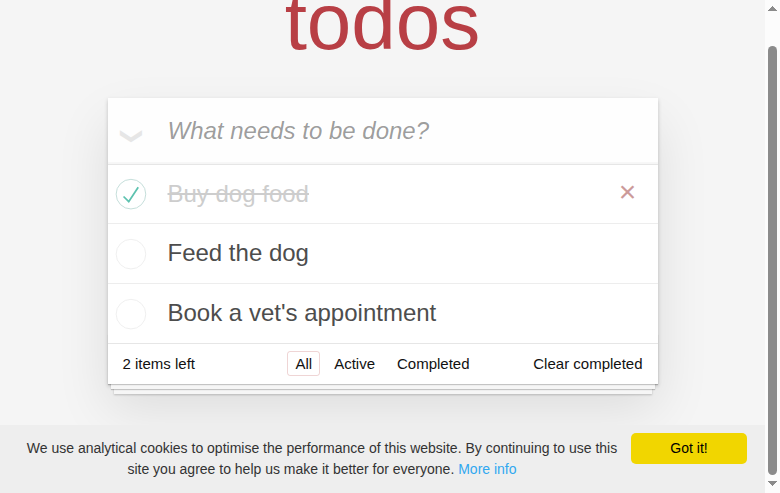 todos
What needs to be done?
Buy dog food
Feed the dog
Book a vet's appointment
2 items left All Active Completed Clear completed
We use analytical cookies to optimise the performance of this website. By continuing to use this
site you agree to help us make it better for everyone. More info
Got it!